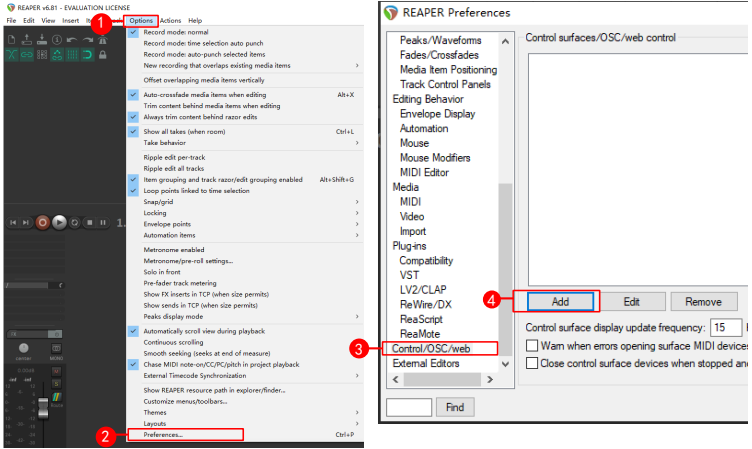 REAPER v6.81 - EVALUATION LICENSE
File Edit View Insert Options Actions Help
1
Record mode: normal
Record mode: time selection auto punch
Record mode: auto-punch selected items
New recording that overlaps existing media items
Offset overlapping media items vertically
Auto-crossfade media items when editing Alt+X
Trim content behind media items when editing
Always trim content behind razor edits
Show all takes (when room) Ctrl+L
Take behavior
Ripple edit per-track
Ripple edit all tracks
Item grouping and track razor/edit grouping enabled Alt+Shift+G
Loop points linked to time selection
Snap/grid
Locking
Envelope points
Automation items
Metronome enabled
Metronome/pre-roll settings...
Solo in front
Pre-fader track metering
Show FX inserts in TCP (when size permits)
Show sends in TCP (when size permits)
Peaks display mode
Automatically scroll view during playback
Continuous scrolling
Smooth seeking (seeks at end of measure)
Chase MIDI note-on/CC/PC/pitch in project playback
External Timecode Synchronization
Show REAPER resource path in explorer/finder...
Customize menus/toolbars...
Themes
Layouts
2
Preferences... Ctrl+P
1.
center
MONO
0.00dB
-inf -inf
M
S
REAPER Preferences
Peaks/Waveforms
Fades/Crossfades
Media Item Positioning
Track Control Panels
Editing Behavior
Envelope Display
Automation
Mouse
Mouse Modifiers
MIDI Editor
Media
MIDI
Video
Import
Plug-ins
Compatibility
VST
LV2/CLAP
ReWire/DX
ReaScript
ReaMote
3
Control/OSC/web
External Editors
Find
Control surfaces/OSC/web control
4
Add Edit Remove
Control surface display update frequency: 15
Warn when errors opening surface MIDI devices
Close control surface devices when stopped and